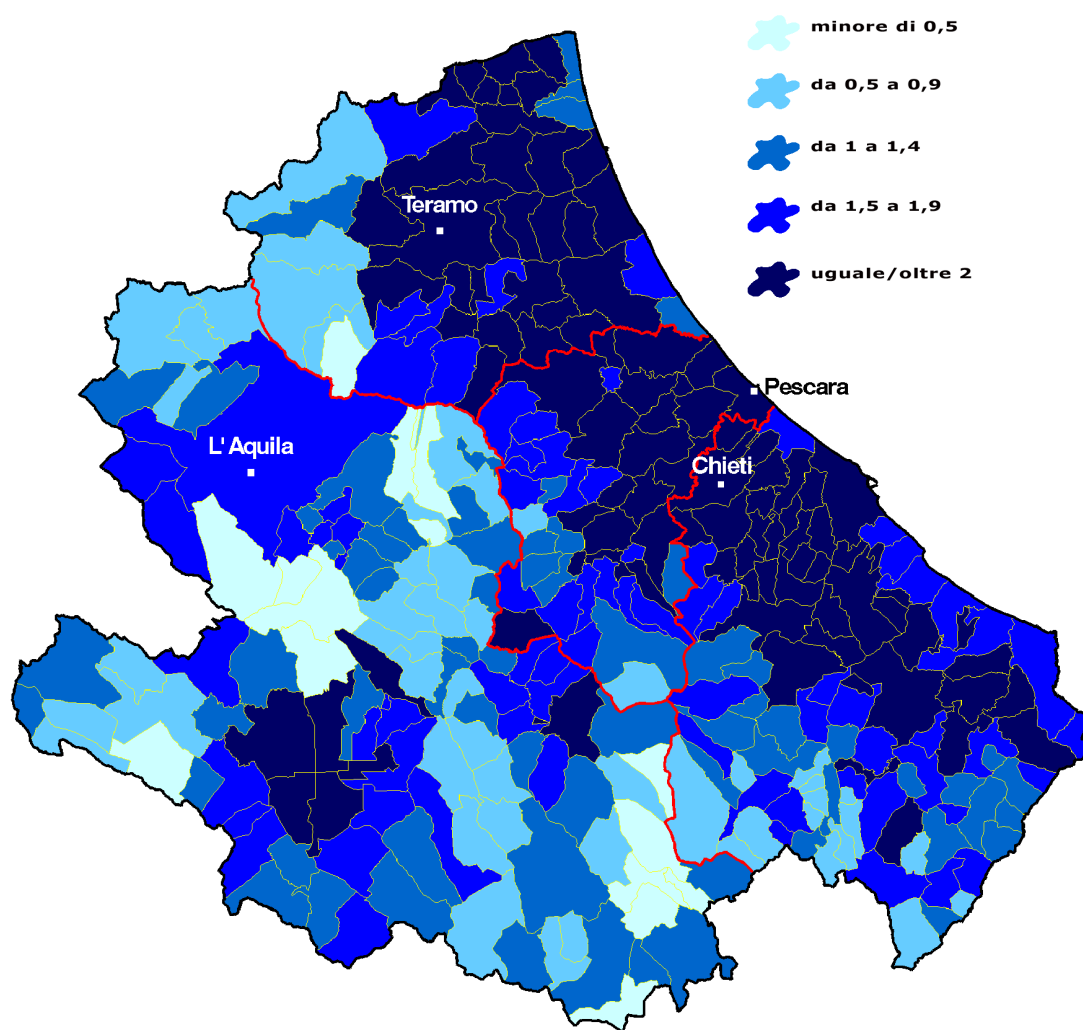 minore di 0,5
da 0,5 a 0,9
da 1 a 1,4
da 1,5 a 1,9
uguale/oltre 2
Teramo
Pescara
L'Aquila
Chieti